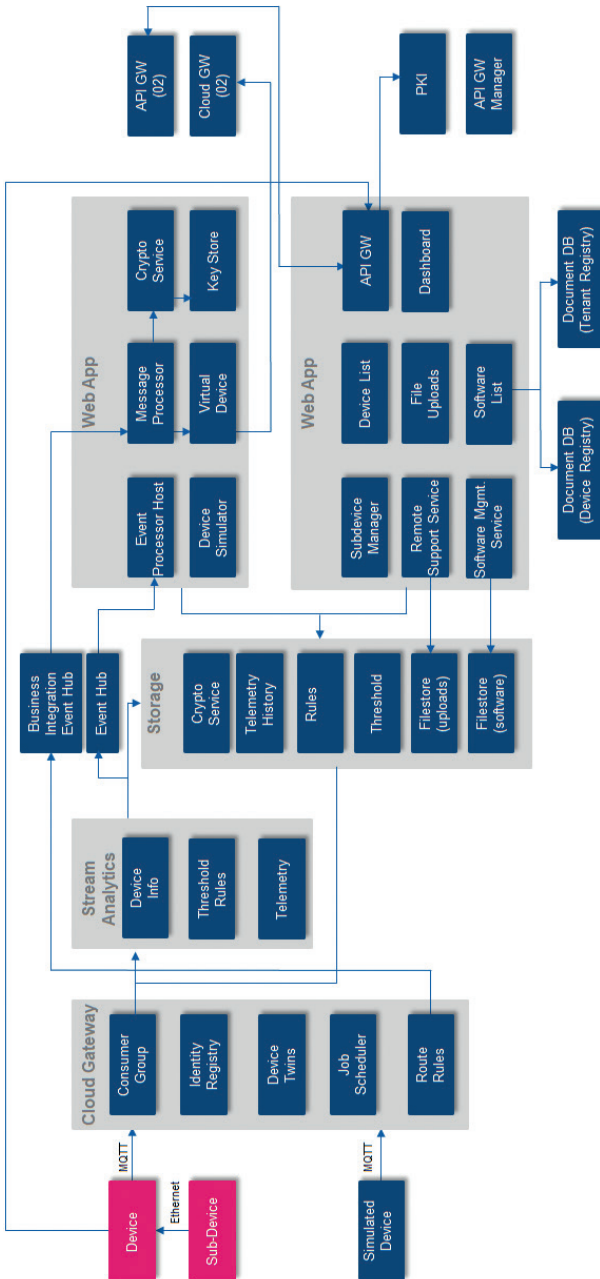 Device
Sub-Device
Ethernet
MQTT
Simulated
Device
MQTT
Cloud Gateway
Consumer
Group
Identity
Registry
Device
Twins
Job
Scheduler
Route
Rules
Stream
Analytics
Device
Info
Threshold
Rules
Telemetry
Business
Integration
Event Hub
Event Hub
Storage
Crypto
Service
Telemetry
History
Rules
Threshold
Filestore
(uploads)
Filestore
(software)
Web App
Event
Processor Host
Message
Processor
Crypto
Service
Device
Simulator
Virtual
Device
Key Store
Web App
Subdevice
Manager
Device List
API GW
Remote
Support Service
File
Uploads
Dashboard
Software Mgmt.
Service
Software
List
Document DB
(Device Registry)
Document DB
(Tenant Registry)
API GW
(02)
Cloud GW
(02)
PKI
API GW
Manager